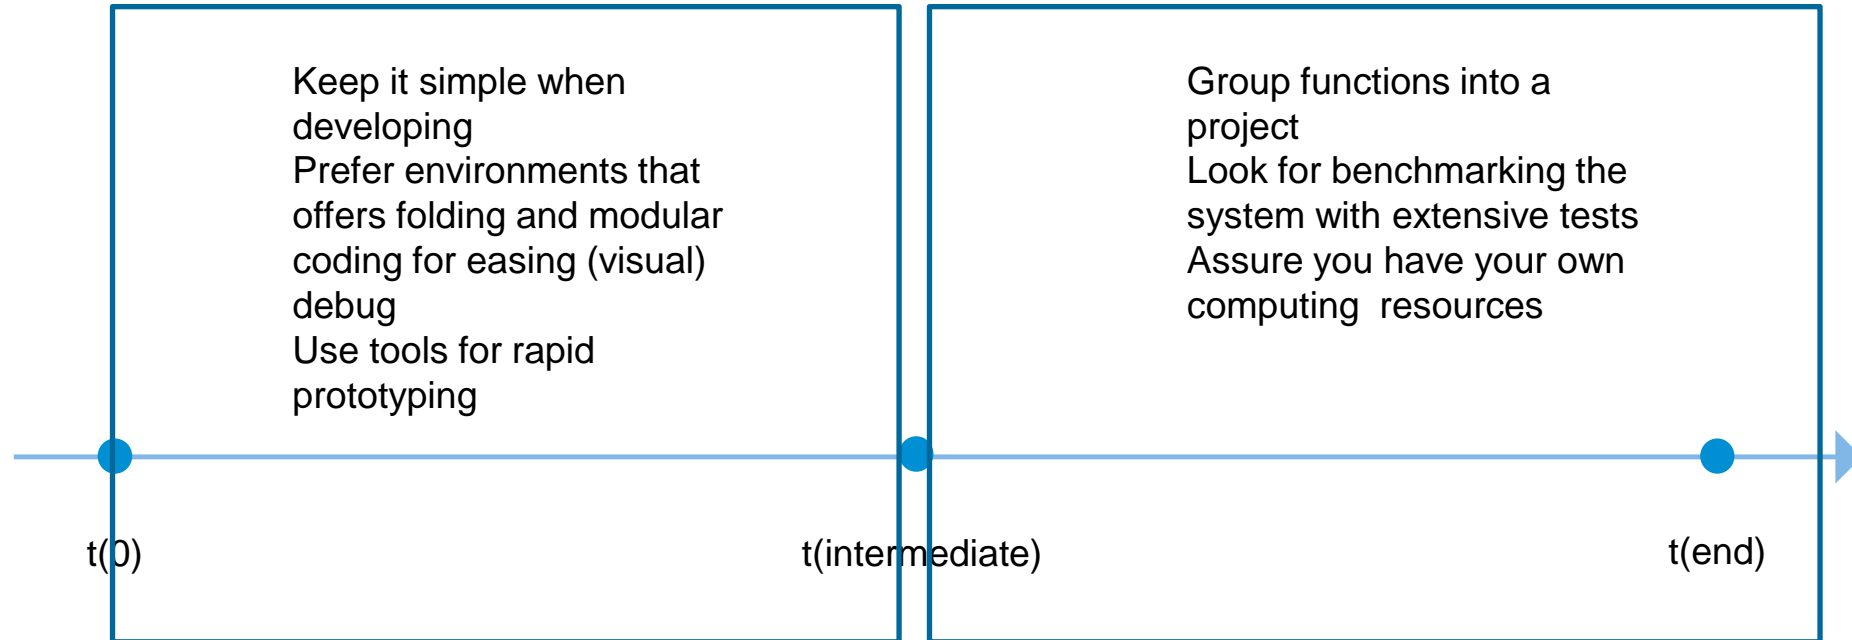 Keep it simple when
developing
Prefer environments that
offers folding and modular
coding for easing (visual)
debug
Use tools for rapid
prototyping
Group functions into a
project
Look for benchmarking the
system with extensive tests
Assure you have your own
computing  resources
t(0)
t(intermediate)
t(end)